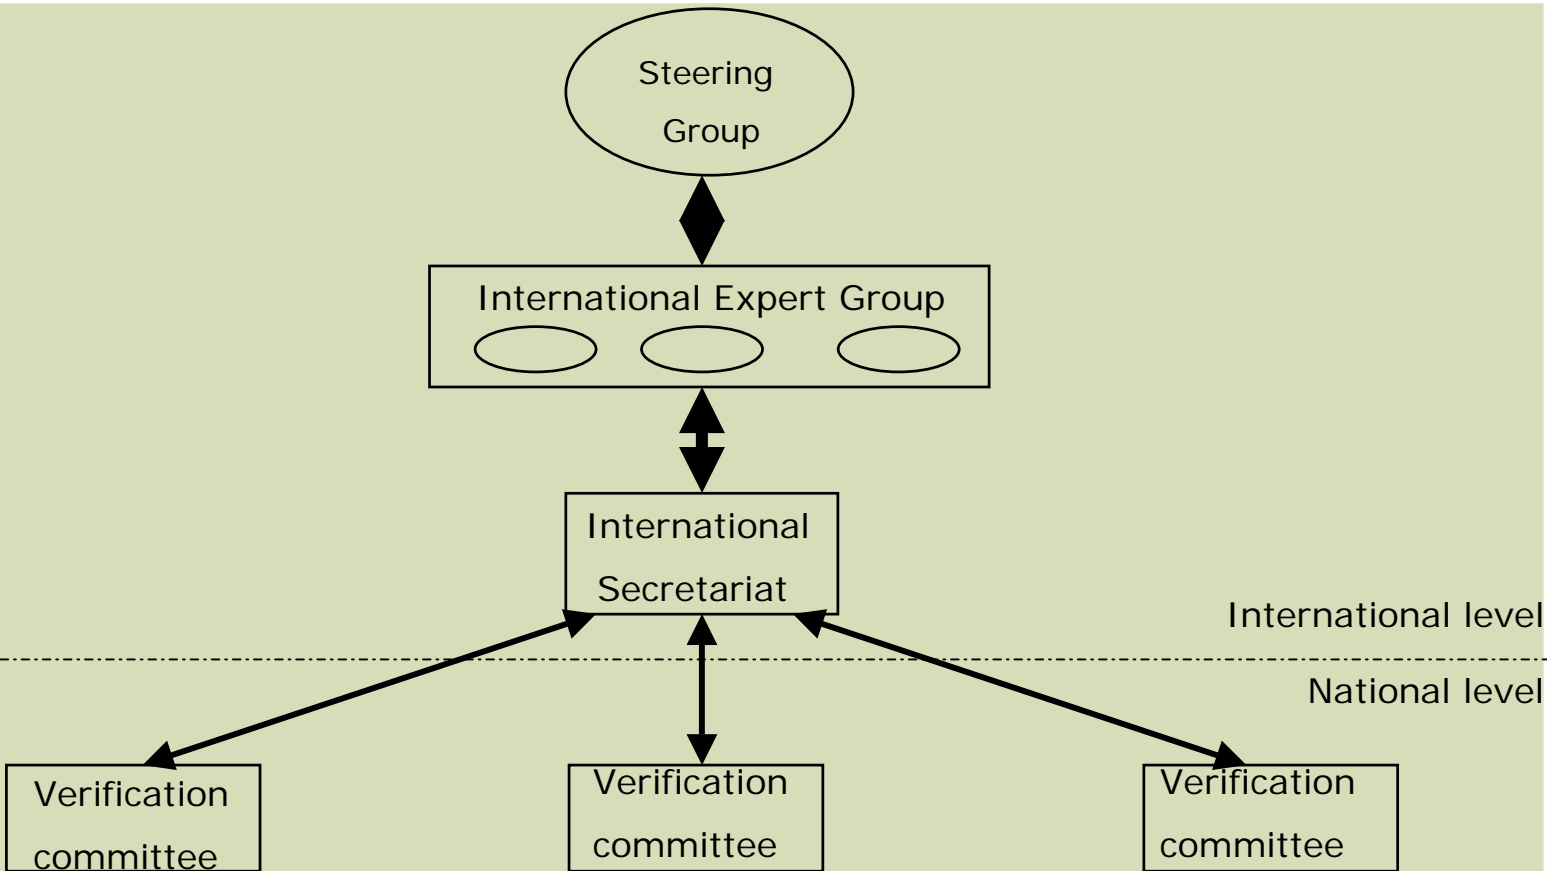 Steering
Group
International Expert Group
International
Secretariat
International level
National level
Verification
committee
Verification
committee
Verification
committee